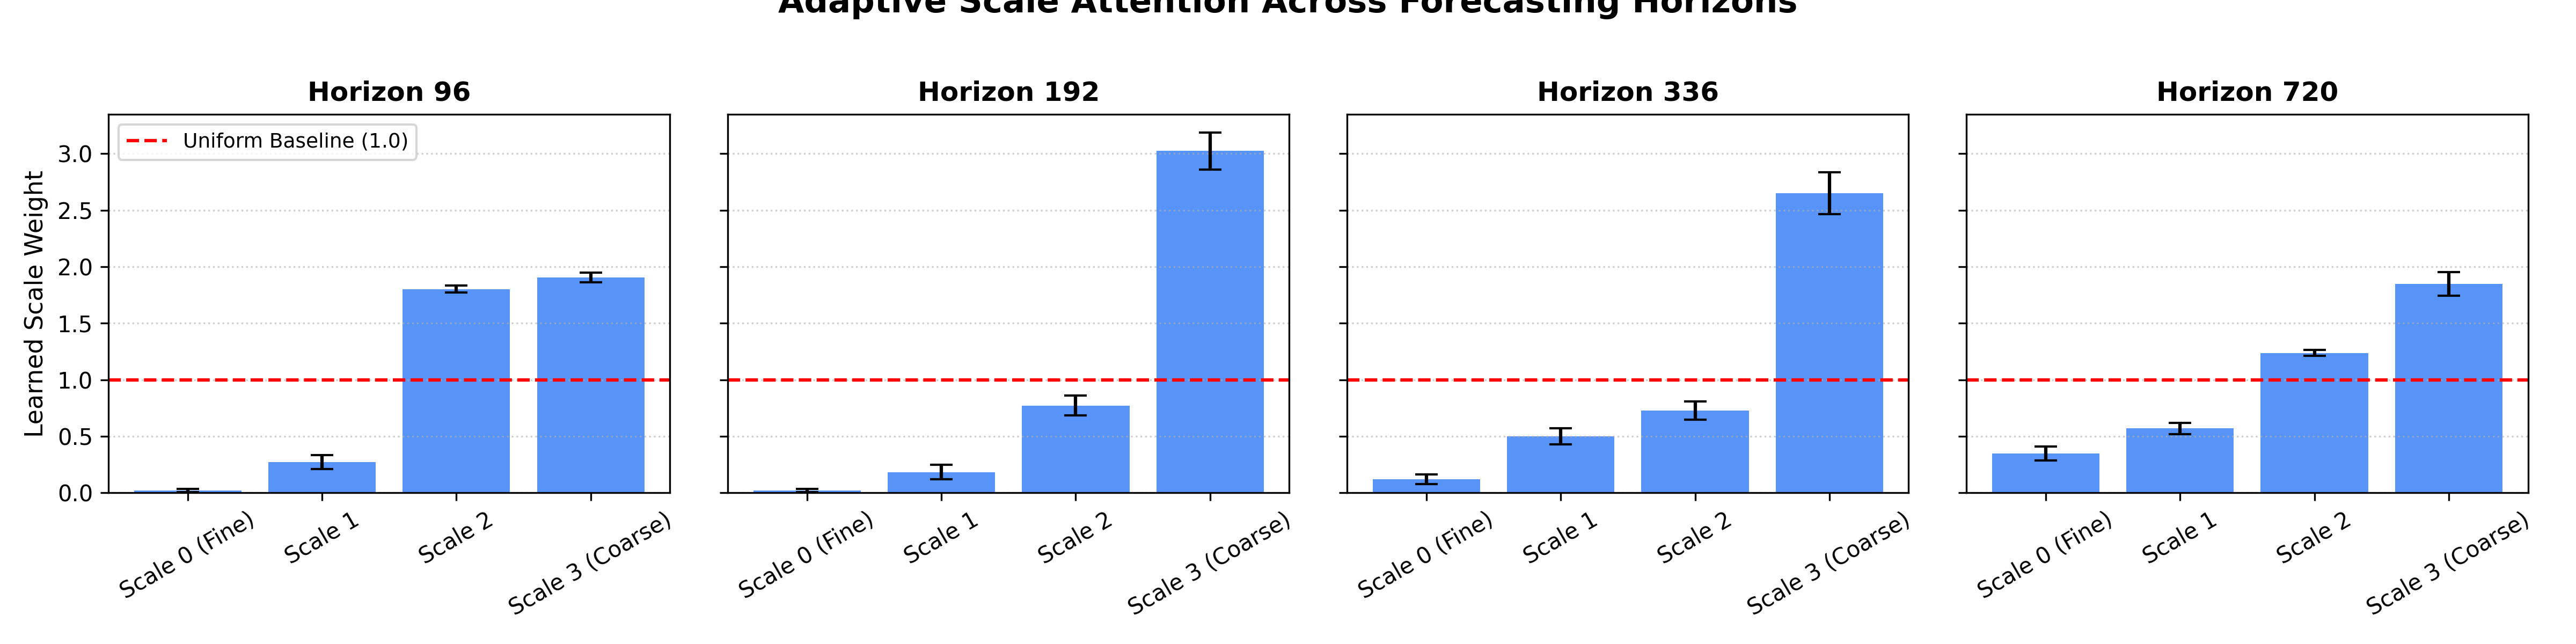 Adaptive Scale Attention Across Forecasting Horizons
Horizon 96
Horizon 192
Horizon 336
Horizon 720
Uniform Baseline (1.0)
Learned Scale Weight
3.0
2.5
2.0
1.5
1.0
0.5
0.0
Scale 0 (Fine)
Scale 1
Scale 2
Scale 3 (Coarse)
Scale 0 (Fine)
Scale 1
Scale 2
Scale 3 (Coarse)
Scale 0 (Fine)
Scale 1
Scale 2
Scale 3 (Coarse)
Scale 0 (Fine)
Scale 1
Scale 2
Scale 3 (Coarse)